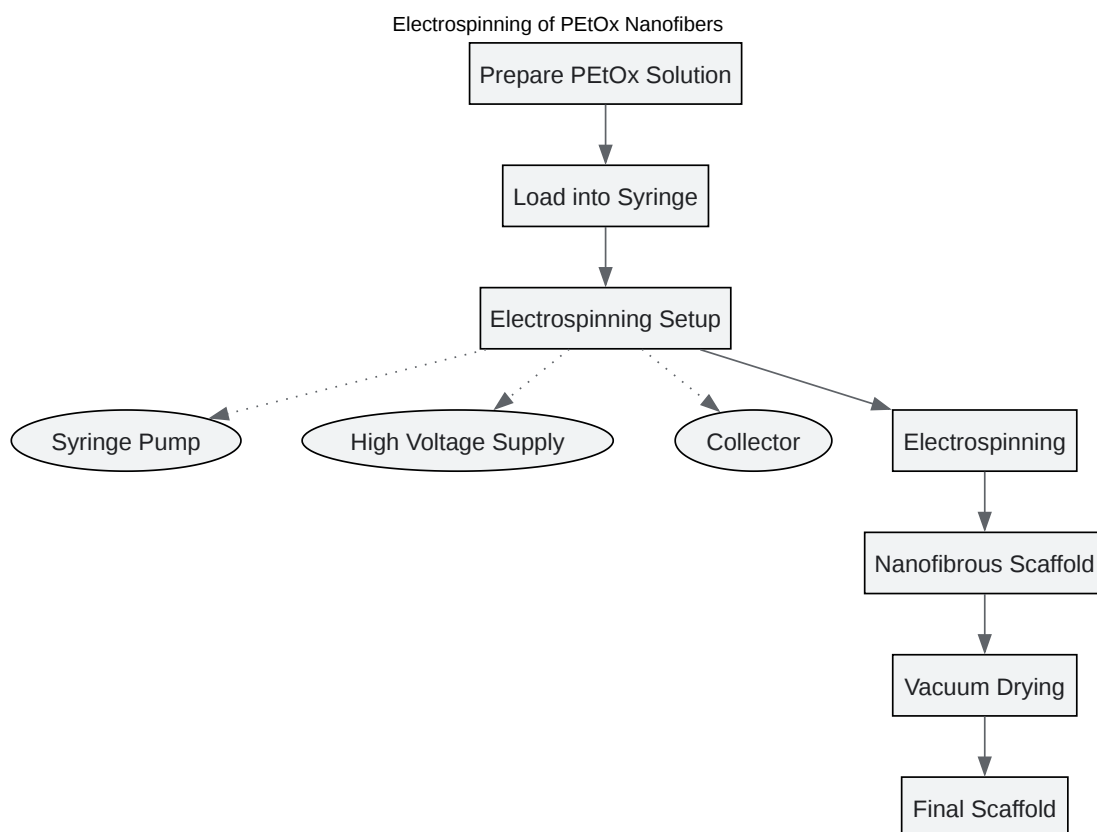 Electrospinning of PEtOx Nanofibers
Prepare PEtOx Solution
Load into Syringe
Electrospinning Setup
Syringe Pump
High Voltage Supply
Collector
Electrospinning
Nanofibrous Scaffold
Vacuum Drying
Final Scaffold